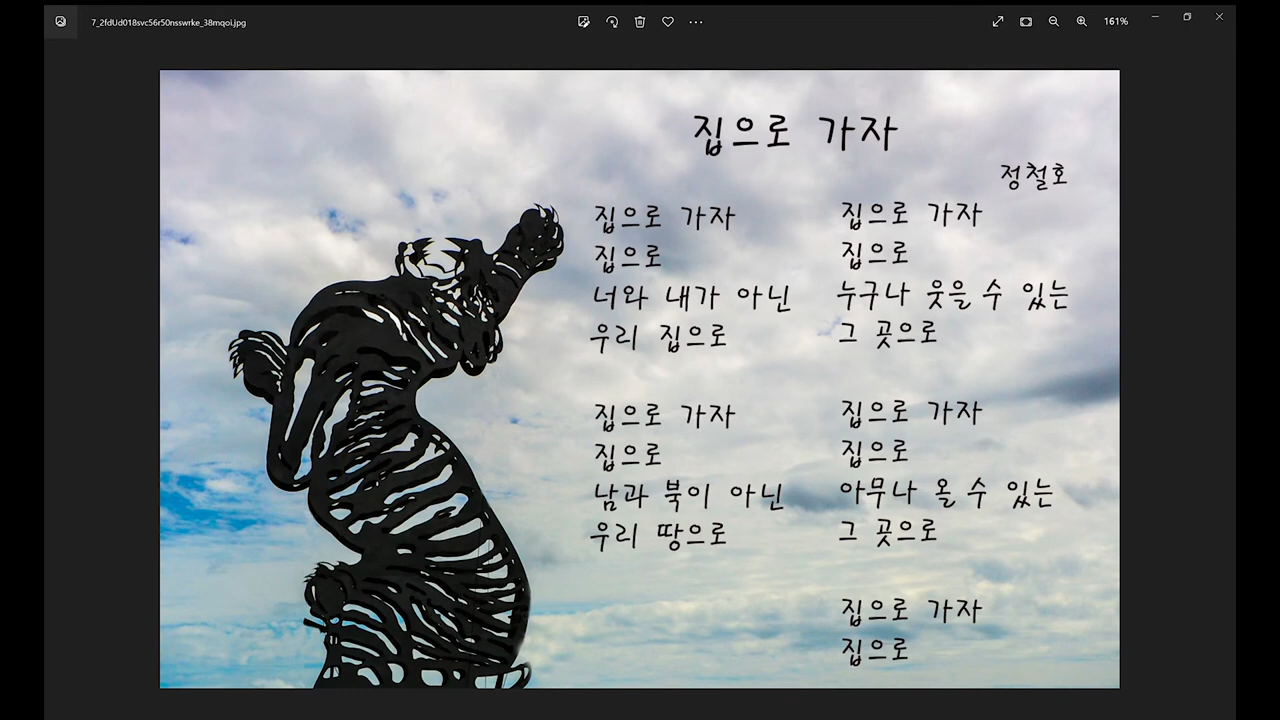 7_2fdUd018svc56r50nsswrke_38mqoi.jpg
161%
집으로 가자
정철호
집으로 가자
집으로
너와 내가 아닌
우리 집으로
집으로 가자
집으로
남과 북이 아닌
우리 땅으로
집으로 가자
집으로
누구나 웃을 수 있는
그 곳으로
집으로 가자
집으로
아무나 올 수 있는
그 곳으로
집으로 가자
집으로